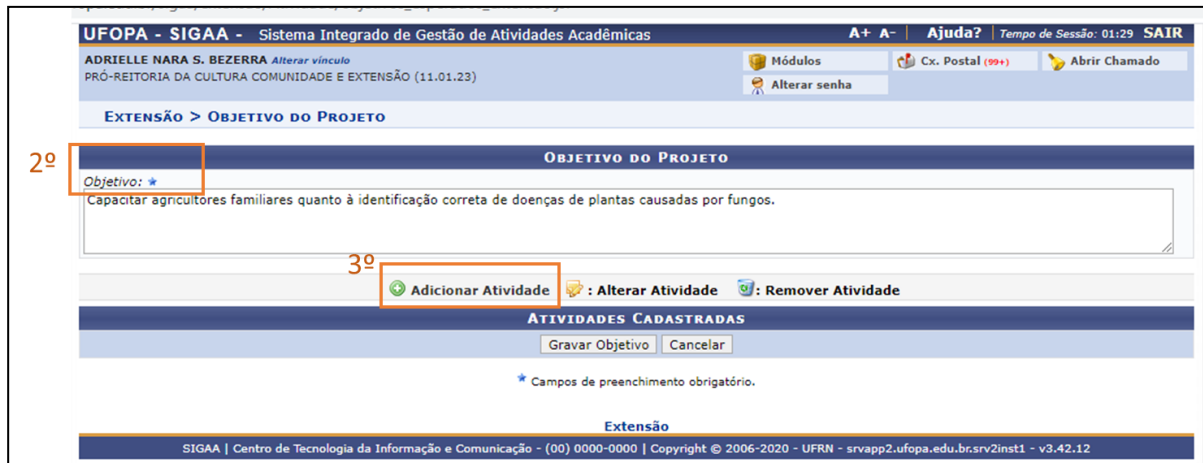 UFOPA - SIGAA - Sistema Integrado de Gestão de Atividades Acadêmicas A+ A- | Ajuda? | Tempo de Sessão: 01:29 SAIR
ADRIELLE NARA S. BEZERRA Alterar vínculo Módulos Cx. Postal (99+) Abrir Chamado
PRÓ-REITORIA DA CULTURA COMUNIDADE E EXTENSÃO (11.01.23)
Alterar senha
EXTENSÃO > OBJETIVO DO PROJETO
2º
OBJETIVO DO PROJETO
Objetivo:
Capacitar agricultores familiares quanto à identificação correta de doenças de plantas causadas por fungos.
3º
Adicionar Atividade : Alterar Atividade : Remover Atividade
ATIVIDADES CADASTRADAS
Gravar Objetivo Cancelar
Campos de preenchimento obrigatório.
Extensão
SIGAA | Centro de Tecnologia da Informação e Comunicação - (00) 0000-0000 | Copyright © 2006-2020 - UFRN - srvapp2.ufopa.edu.br.srv2inst1 - v3.42.12